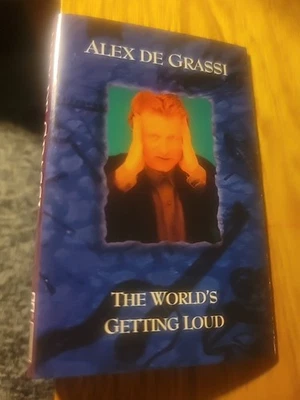 ALEX DE GRASSI
THE WORLD'S
GETTING LOUD